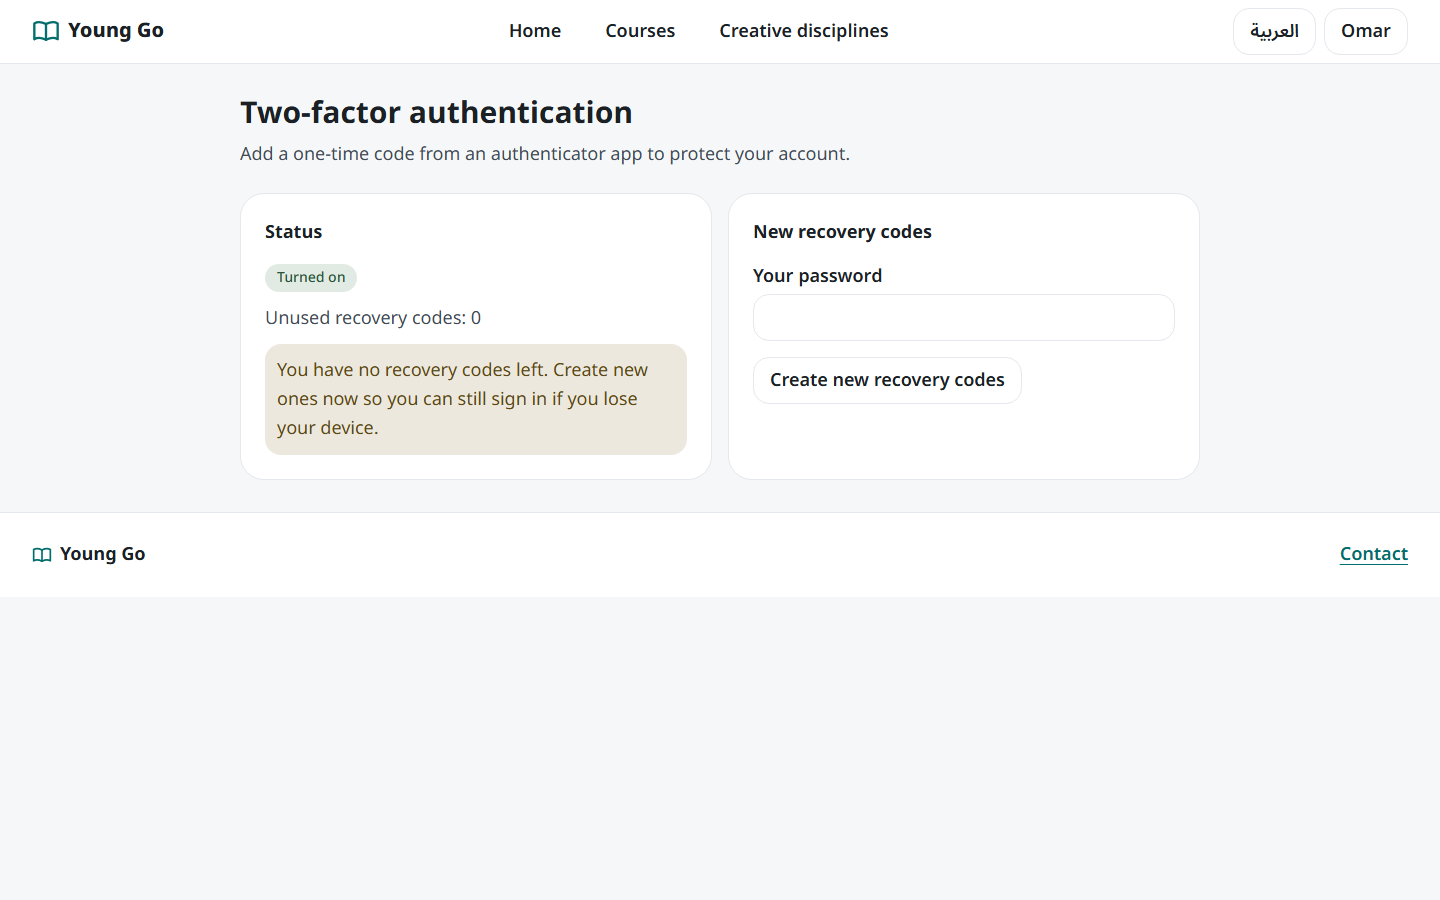 Young Go
Home
Courses
Creative disciplines
العربية
Omar
Two-factor authentication
Add a one-time code from an authenticator app to protect your account.
Status
Turned on
Unused recovery codes: 0
You have no recovery codes left. Create new
ones now so you can still sign in if you lose
your device.
New recovery codes
Your password
Create new recovery codes
Young Go
Contact